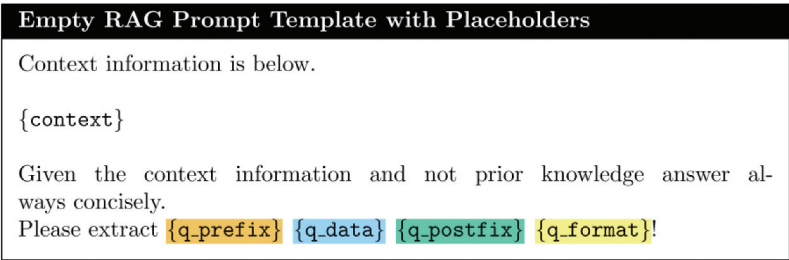 Empty RAG Prompt Template with Placeholders
Context information is below.
{context}
Given the context information and not prior knowledge answer al-
ways concisely.
Please extract {q_prefix} {q_data} {q_postfix} {q_format}!